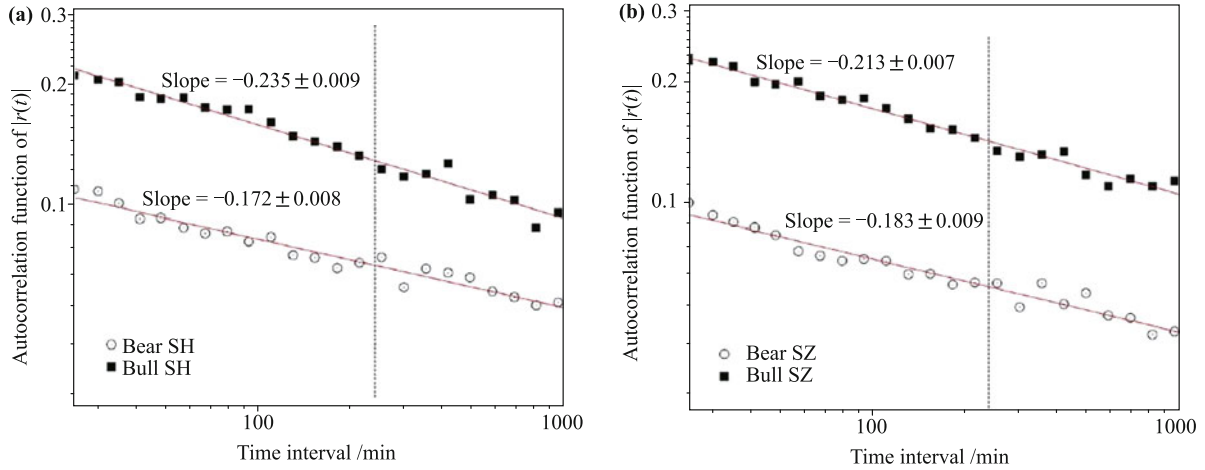 (a)
0.3
0.2
0.1
Autocorrelation function of |r(t)|
Slope = −0.235 ± 0.009
Slope = −0.172 ± 0.008
Bear SH
Bull SH
100
1000
Time interval /min
(b)
0.3
0.2
0.1
Autocorrelation function of |r(t)|
Slope = −0.213 ± 0.007
Slope = −0.183 ± 0.009
Bear SZ
Bull SZ
100
1000
Time interval /min